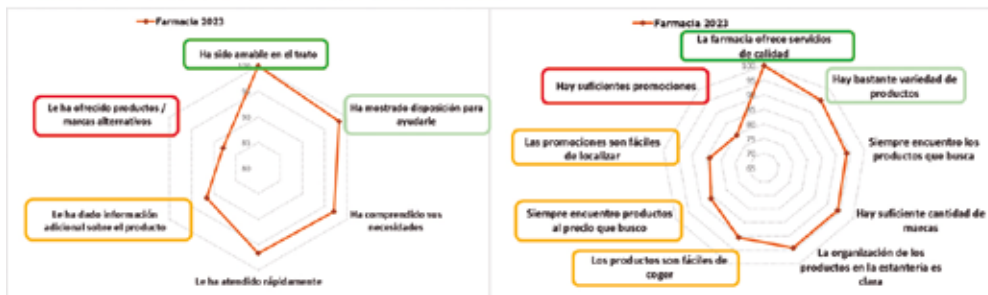 Farmacia 2023
Ha sido amable en el trato
Le ha ofrecido productos /
marcas alternativos
Ha mostrado disposición para
ayudarle
Le ha dado información
adicional sobre el producto
Ha comprendido sus
necesidades
Le ha atendido rápidamente
Farmacia 2023
La farmacia ofrece servicios
de calidad
100
Hay suficientes promociones
Hay bastante variedad de
productos
Las promociones son fáciles
de localizar
Siempre encuentro los
productos que busca
Siempre encuentro productos
al precio que busco
Hay suficiente cantidad de
marcas
Los productos son fáciles de
coger
La organización de los
productos en la estantería es
clara